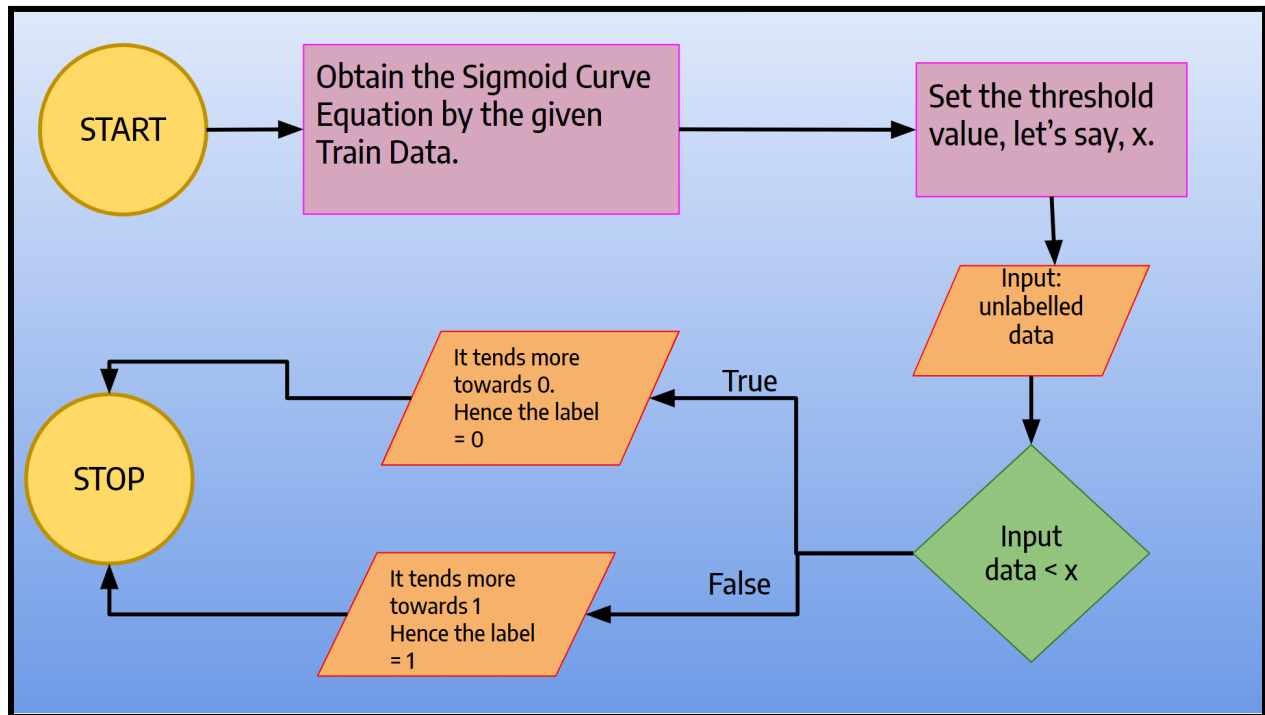 START
Obtain the Sigmoid Curve
Equation by the given
Train Data.
Set the threshold
value, let’s say, x.
Input:
unlabelled
data
Input
data < x
True
It tends more
towards 0.
Hence the label
= 0
False
It tends more
towards 1
Hence the label
= 1
STOP